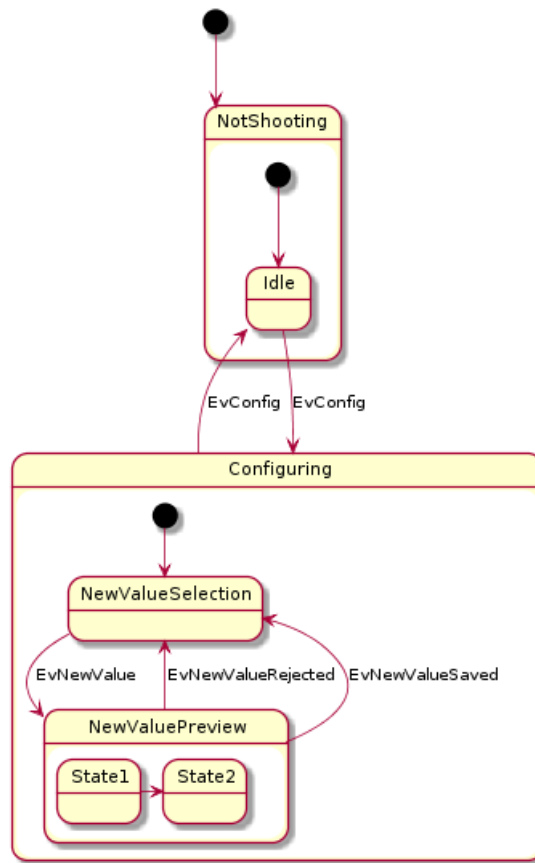 NotShooting
Idle
EvConfig
EvConfig
Configuring
NewValueSelection
EvNewValue
EvNewValueRejected
EvNewValueSaved
NewValuePreview
State1
State2